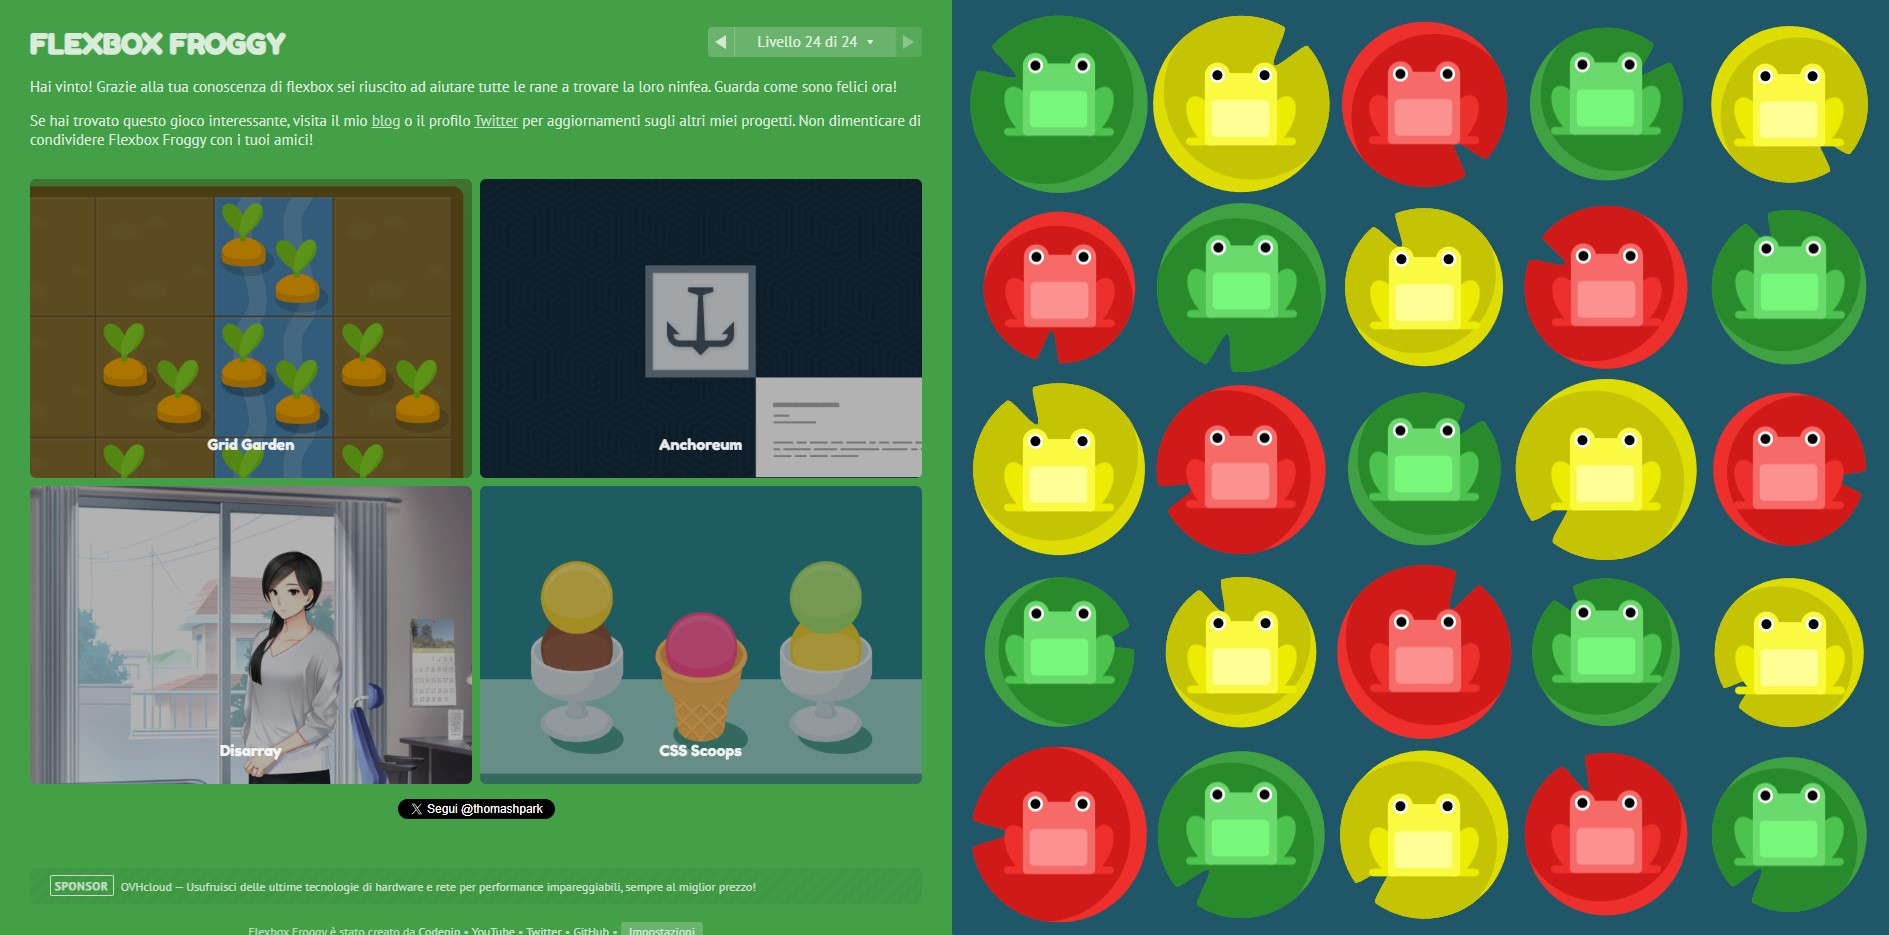 FLEXBOX FROGGY
Livello 24 di 24
Hai vinto! Grazie alla tua conoscenza di flexbox sei riuscito ad aiutare tutte le rane a trovare la loro ninfea. Guarda come sono felici ora!
Se hai trovato questo gioco interessante, visita il mio blog o il profilo Twitter per aggiornamenti sugli altri miei progetti. Non dimenticare di
condividere Flexbox Froggy con i tuoi amici!
Grid Garden
Anchoreum
Disarray
CSS Scoops
Segui @thomashpark
SPONSOR OVHcloud — Usufruisci delle ultime tecnologie di hardware e rete per performance impareggiabili, sempre al miglior prezzo!
Flexbox Froggy è stato creato da Codepip • YouTube • Twitter • GitHub • Impostazioni